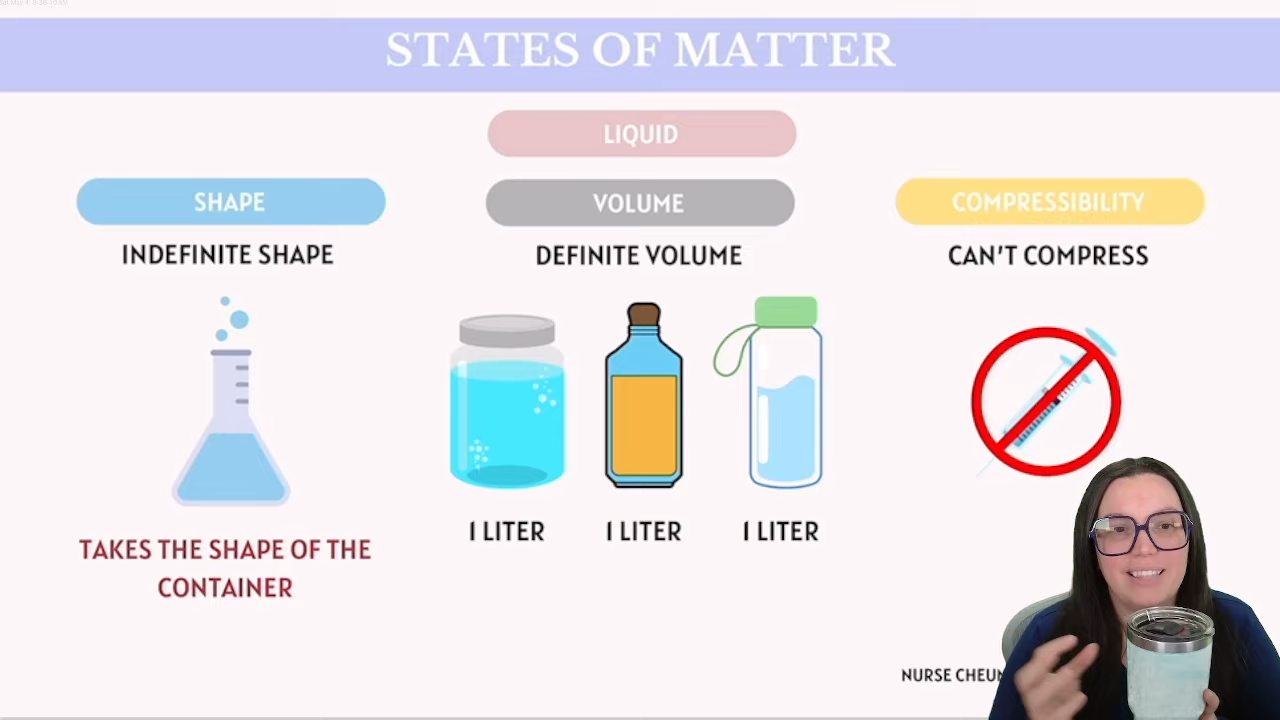 STATES OF MATTER
LIQUID
SHAPE
VOLUME
COMPRESSIBILITY
INDEFINITE SHAPE
DEFINITE VOLUME
CAN'T COMPRESS
1 LITER
1 LITER
1 LITER
TAKES THE SHAPE OF THE
CONTAINER
NURSE